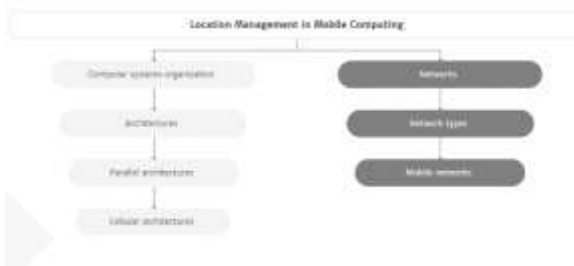 Location Management in Mobile Computing
Computer systems organization
Networks
Architectures
Network types
Parallel architectures
Mobile networks
Cellular architectures